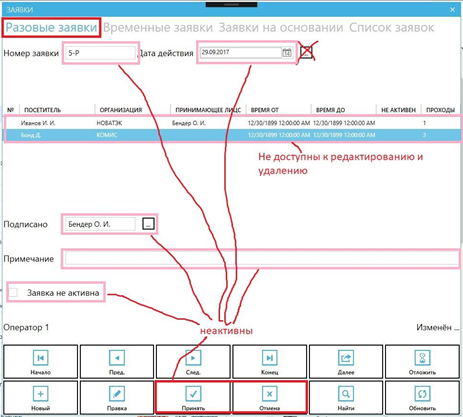 ЗАЯВКИ
Разовые заявки Временные заявки Заявки на основании Список заявок
Номер заявки 5-Р Дата действия 29.09.2017
№ ПОСЕТИТЕЛЬ ОРГАНИЗАЦИЯ ПРИНИМАЮЩЕЕ ЛИЦО ВРЕМЯ ОТ ВРЕМЯ ДО НЕ АКТИВЕН ПРОХОДЫ
Иванов И. И. НОВАТЭК Бендер О. И. 12/30/1899 12:00:00 AM 12/30/1899 12:00:00 AM 1
Бонд Д. КОМИС 12/30/1899 12:00:00 AM 12/30/1899 12:00:00 AM 3
Не доступны к редактированию и
удалению
Подписано Бендер О. И. ...
Примечание
Заявка не активна
неактивны
Оператор 1 Изменён ...
Начало Пред. След. Конец Далее Отложить
Новый Правка Принять Отмена Найти Обновить